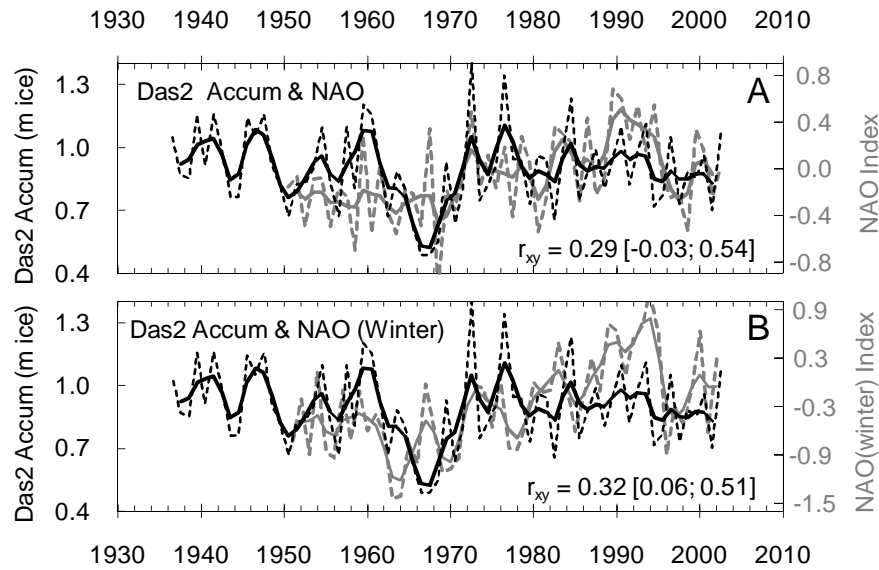 1930 1940 1950 1960 1970 1980 1990 2000 2010
Das2 Accum & NAO
A
1.3
1.0
0.7
0.4
Das2 Accum (m ice)
0.8
0.4
0.0
-0.4
-0.8
NAO Index
rxy = 0.29 [-0.03; 0.54]
Das2 Accum & NAO (Winter)
B
1.3
1.0
0.7
0.4
Das2 Accum (m ice)
0.9
0.3
-0.3
-0.9
-1.5
NAO(winter) Index
rxy = 0.32 [0.06; 0.51]
1930 1940 1950 1960 1970 1980 1990 2000 2010